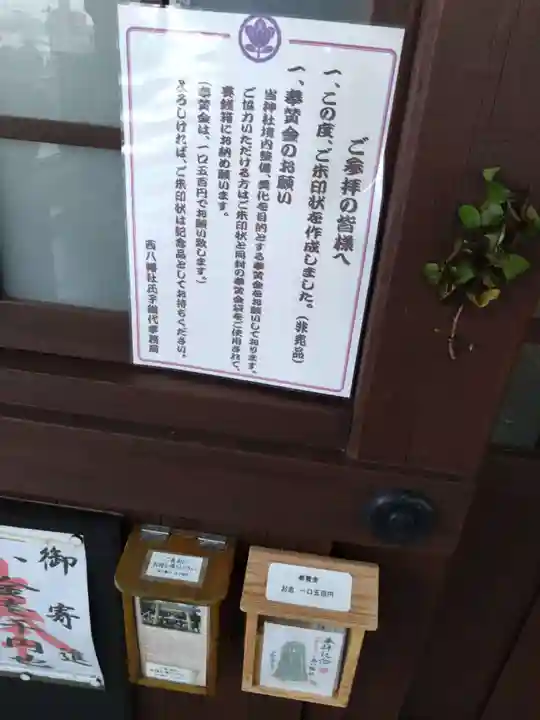 ご参拝の皆様へ
一、この度、ご朱印状を作成しました。（非売品）
一、奉賛金のお願い
当神社境内整備、美化を目的とする奉賛金をお願いしております。
ご協力いただける方はご朱印状と同封の奉賛金袋をご使用されて、
賽銭箱にお納め願います。
（奉賛金は、一口五百円でお願い致します。）
よろしければ、ご朱印状は記念品としてお持ちください。
西八幡社氏子総代事務局
御寄進
奉賛金
お志 一口五百円